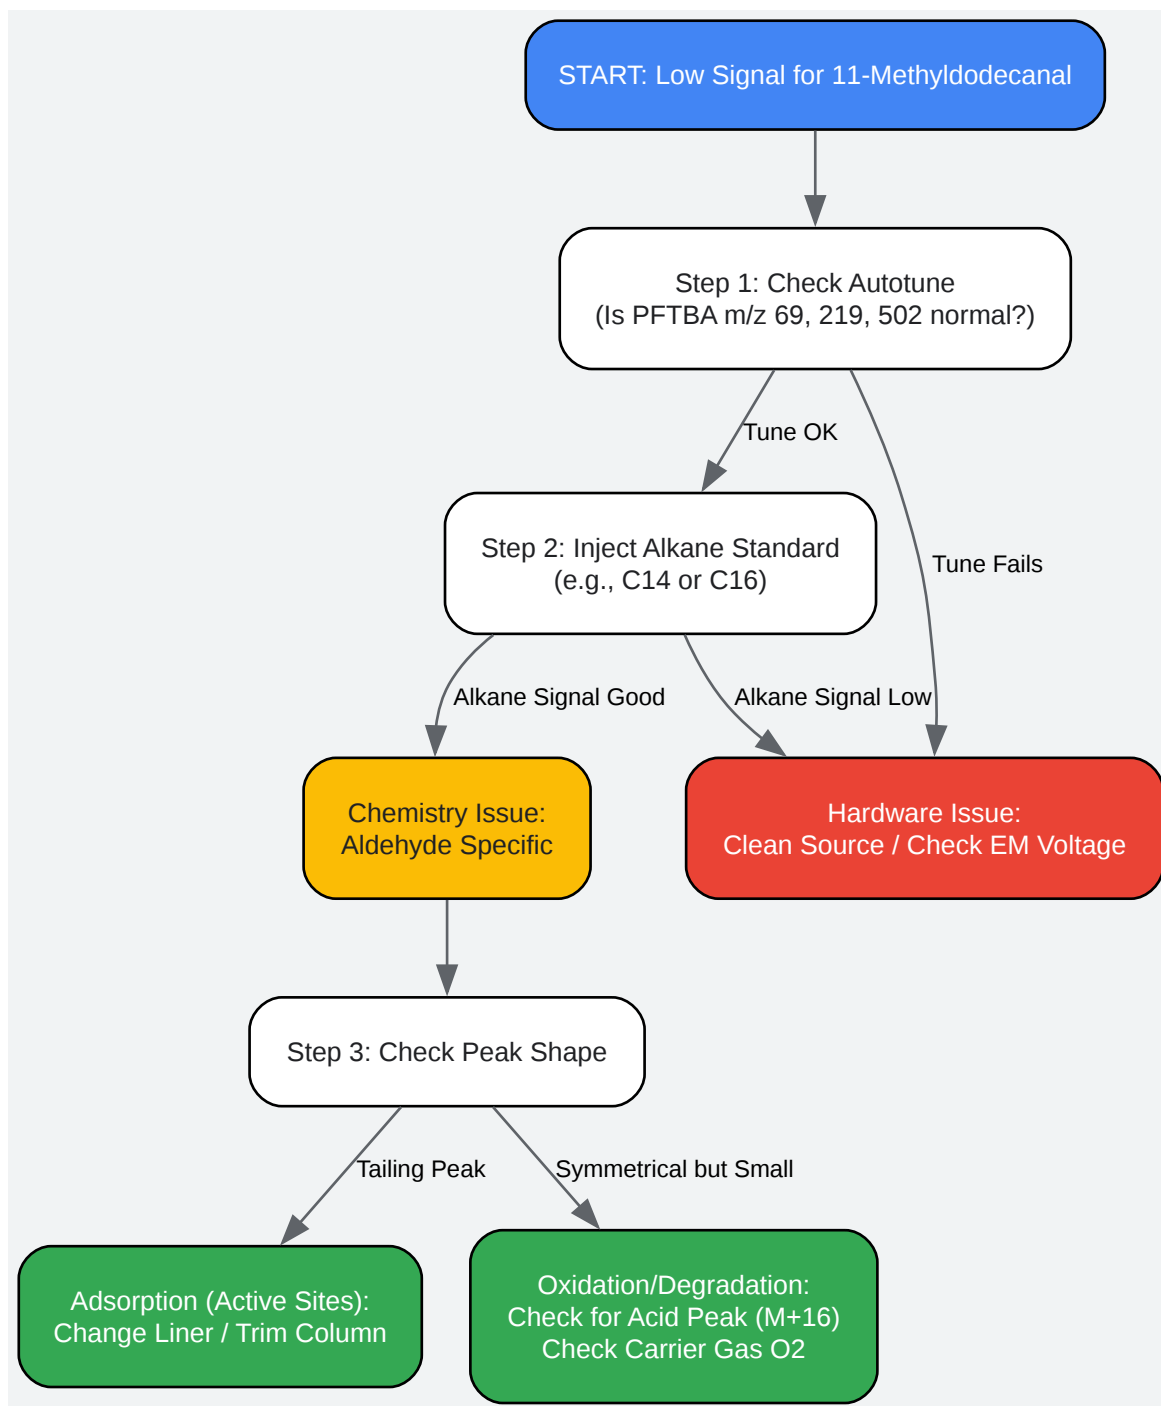 START: Low Signal for 11-Methyldodecanal
Step 1: Check Autotune
(Is PFTBA m/z 69, 219, 502 normal?)
Tune OK
Step 2: Inject Alkane Standard
(e.g., C14 or C16)
Tune Fails
Alkane Signal Good
Alkane Signal Low
Chemistry Issue:
Aldehyde Specific
Hardware Issue:
Clean Source / Check EM Voltage
Step 3: Check Peak Shape
Tailing Peak
Symmetrical but Small
Adsorption (Active Sites):
Change Liner / Trim Column
Oxidation/Degradation:
Check for Acid Peak (M+16)
Check Carrier Gas O2